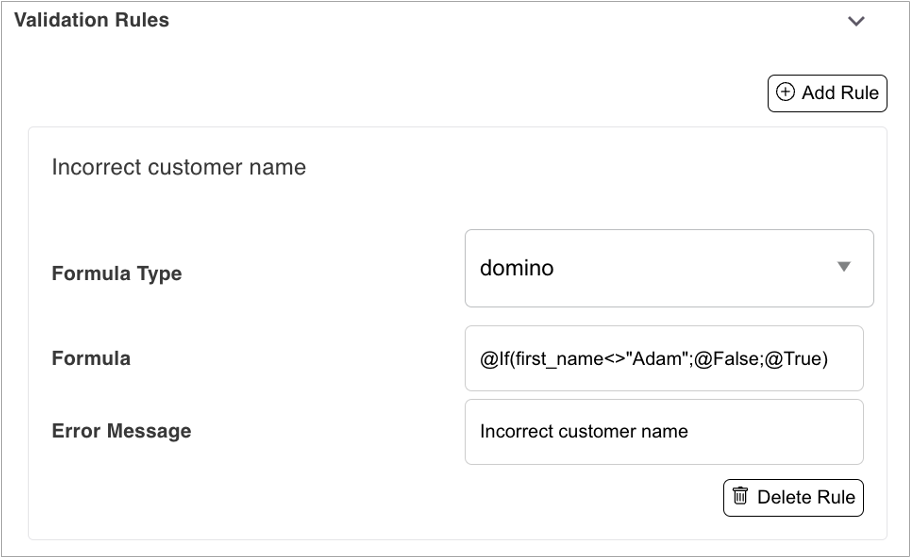 Validation Rules
Add Rule
Incorrect customer name
Formula Type
domino
Formula
@If(first_name<>"Adam";@False;@True)
Error Message
Incorrect customer name
Delete Rule